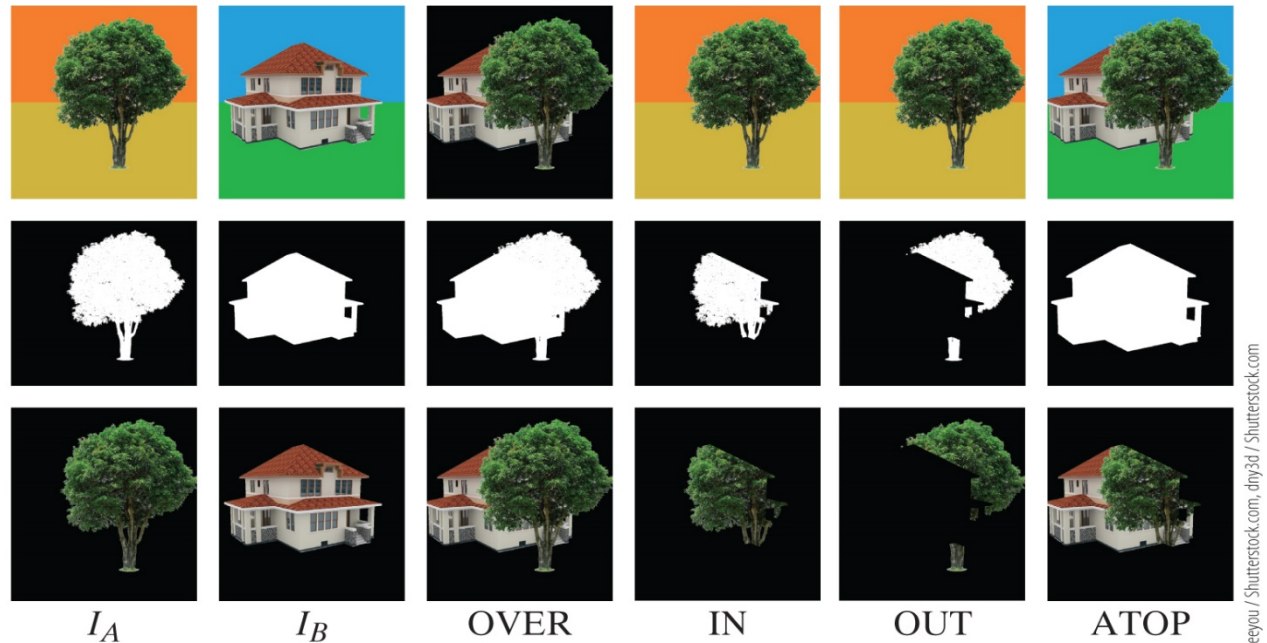 I_A I_B OVER IN OUT ATOP
eeyou / Shutterstock.com, dny3d / Shutterstock.com